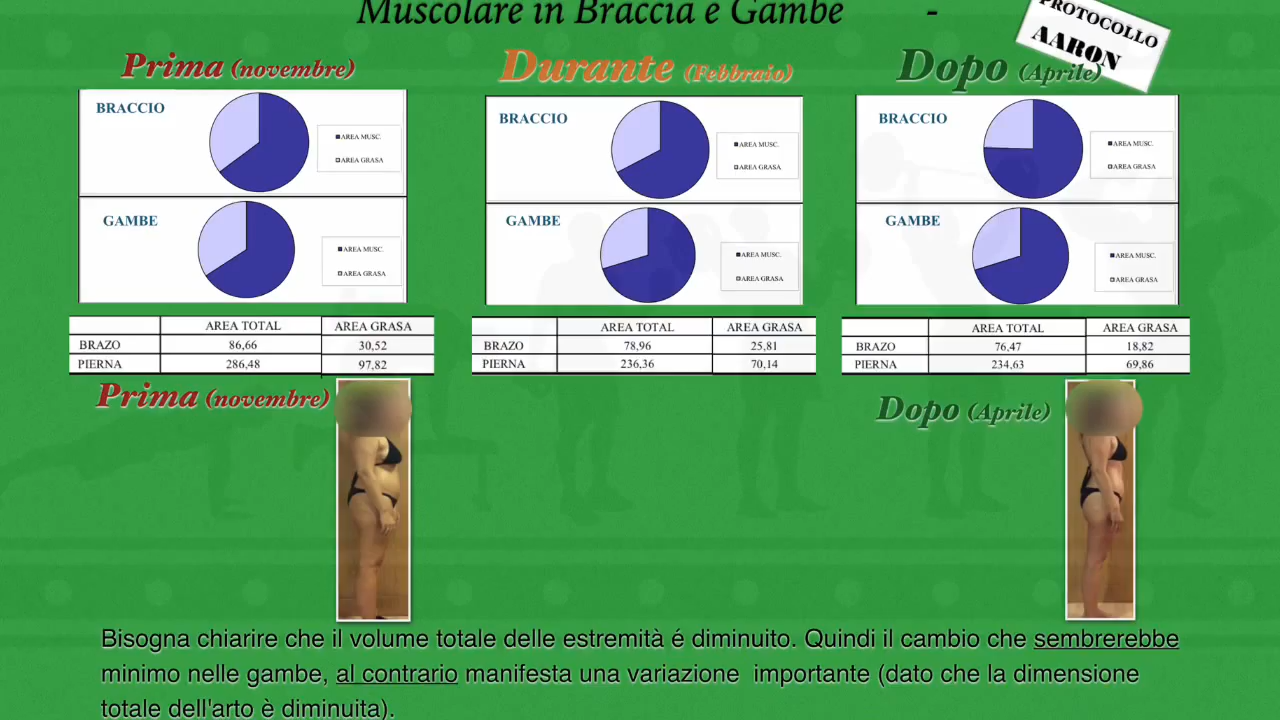 Muscolare in Braccia e Gambe -
PROTOCOLLO
AARON
Prima (novembre)
Durante (Febbraio)
Dopo (Aprile)
BRACCIO
AREA MUSC.
AREA GRASA
BRACCIO
AREA MUSC.
AREA GRASA
BRACCIO
AREA MUSC.
AREA GRASA
GAMBE
AREA MUSC.
AREA GRASA
GAMBE
AREA MUSC.
AREA GRASA
GAMBE
AREA MUSC.
AREA GRASA
AREA TOTAL AREA GRASA
BRAZO 86,66 30,52
PIERNA 286,48 97,82
AREA TOTAL AREA GRASA
BRAZO 78,96 25,81
PIERNA 236,36 70,14
AREA TOTAL AREA GRASA
BRAZO 76,47 18,82
PIERNA 234,63 69,86
Prima (novembre)
Dopo (Aprile)
Bisogna chiarire che il volume totale delle estremità é diminuito. Quindi il cambio che sembrerebbe
minimo nelle gambe, al contrario manifesta una variazione importante (dato che la dimensione
totale dell'arto è diminuita).